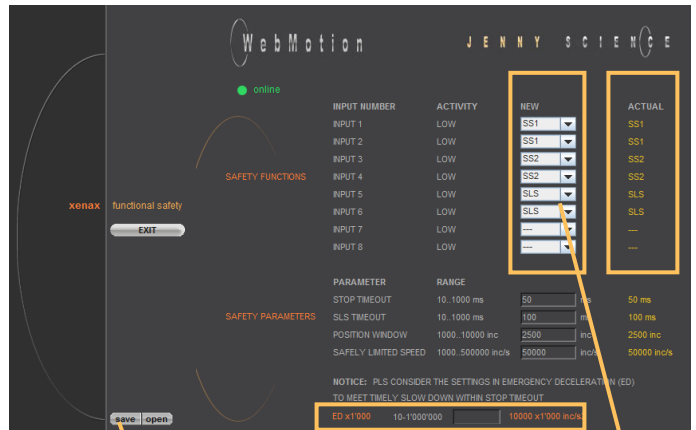 WebMotion JENNY SCIENCE
online
INPUT NUMBER ACTIVITY NEW ACTUAL
INPUT 1 LOW SS1 SS1
INPUT 2 LOW SS1 SS1
INPUT 3 LOW SS2 SS2
SAFETY FUNCTIONS INPUT 4 LOW SS2 SS2
INPUT 5 LOW SLS SLS
xenax functional safety INPUT 6 LOW SLS SLS
EXIT INPUT 7 LOW --- ---
INPUT 8 LOW --- ---
PARAMETER RANGE
STOP TIMEOUT 10..1000 ms 50 ms 50 ms
SAFETY PARAMETERS SLS TIMEOUT 10..1000 ms 100 m 100 ms
POSITION WINDOW 1000..10000 inc 2500 inc 2500 inc
SAFELY LIMITED SPEED 1000..500000 inc/s 50000 inc/s 50000 inc/s
NOTICE: PLS CONSIDER THE SETTINGS IN EMERGENCY DECELERATION (ED)
TO MEET TIMELY SLOW DOWN WITHIN STOP TIMEOUT
save open ED x1'000 10-1'000'000 10000 x1'000 inc/s